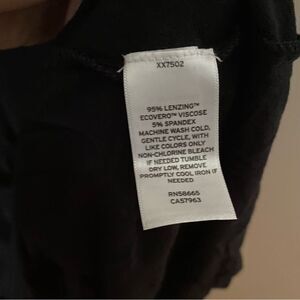 XX7502
95% LENZING™
ECOVERO™ VISCOSE
5% SPANDEX
MACHINE WASH COLD,
GENTLE CYCLE, WITH
LIKE COLORS ONLY
NON-CHLORINE BLEACH
IF NEEDED TUMBLE
DRY LOW, REMOVE
PROMPTLY COOL IRON IF
NEEDED
RN58665
CA57963